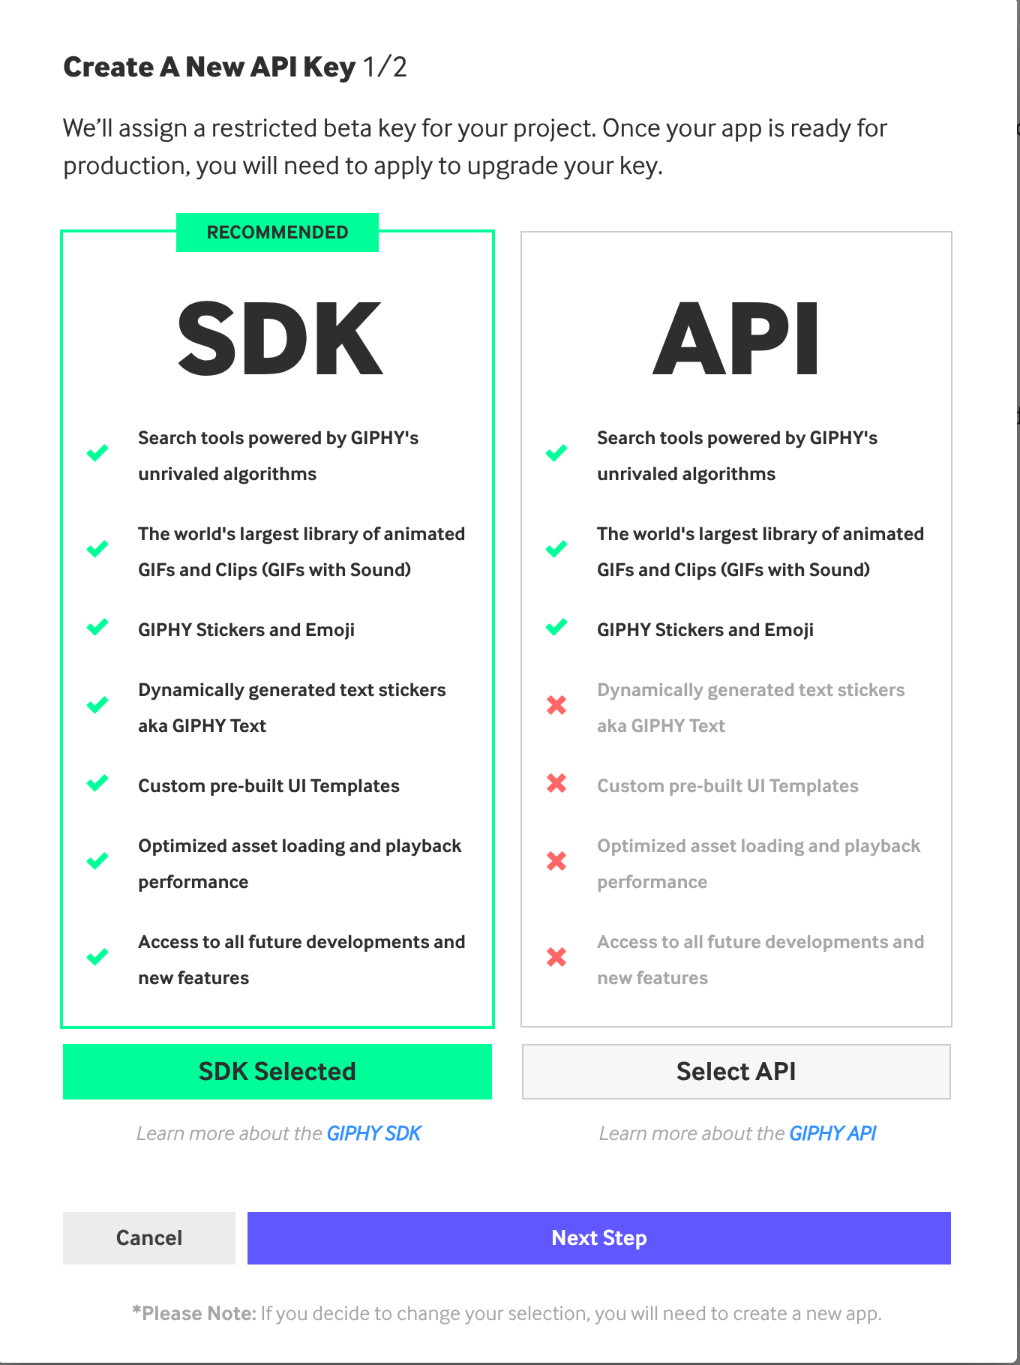 Create A New API Key 1/2
We'll assign a restricted beta key for your project. Once your app is ready for
production, you will need to apply to upgrade your key.
RECOMMENDED
SDK
Search tools powered by GIPHY's
unrivaled algorithms
The world's largest library of animated
GIFs and Clips (GIFs with Sound)
GIPHY Stickers and Emoji
Dynamically generated text stickers
aka GIPHY Text
Custom pre-built UI Templates
Optimized asset loading and playback
performance
Access to all future developments and
new features
SDK Selected
Learn more about the GIPHY SDK
API
Search tools powered by GIPHY's
unrivaled algorithms
The world's largest library of animated
GIFs and Clips (GIFs with Sound)
GIPHY Stickers and Emoji
Dynamically generated text stickers
aka GIPHY Text
Custom pre-built UI Templates
Optimized asset loading and playback
performance
Access to all future developments and
new features
Select API
Learn more about the GIPHY API
Cancel
Next Step
*Please Note: If you decide to change your selection, you will need to create a new app.